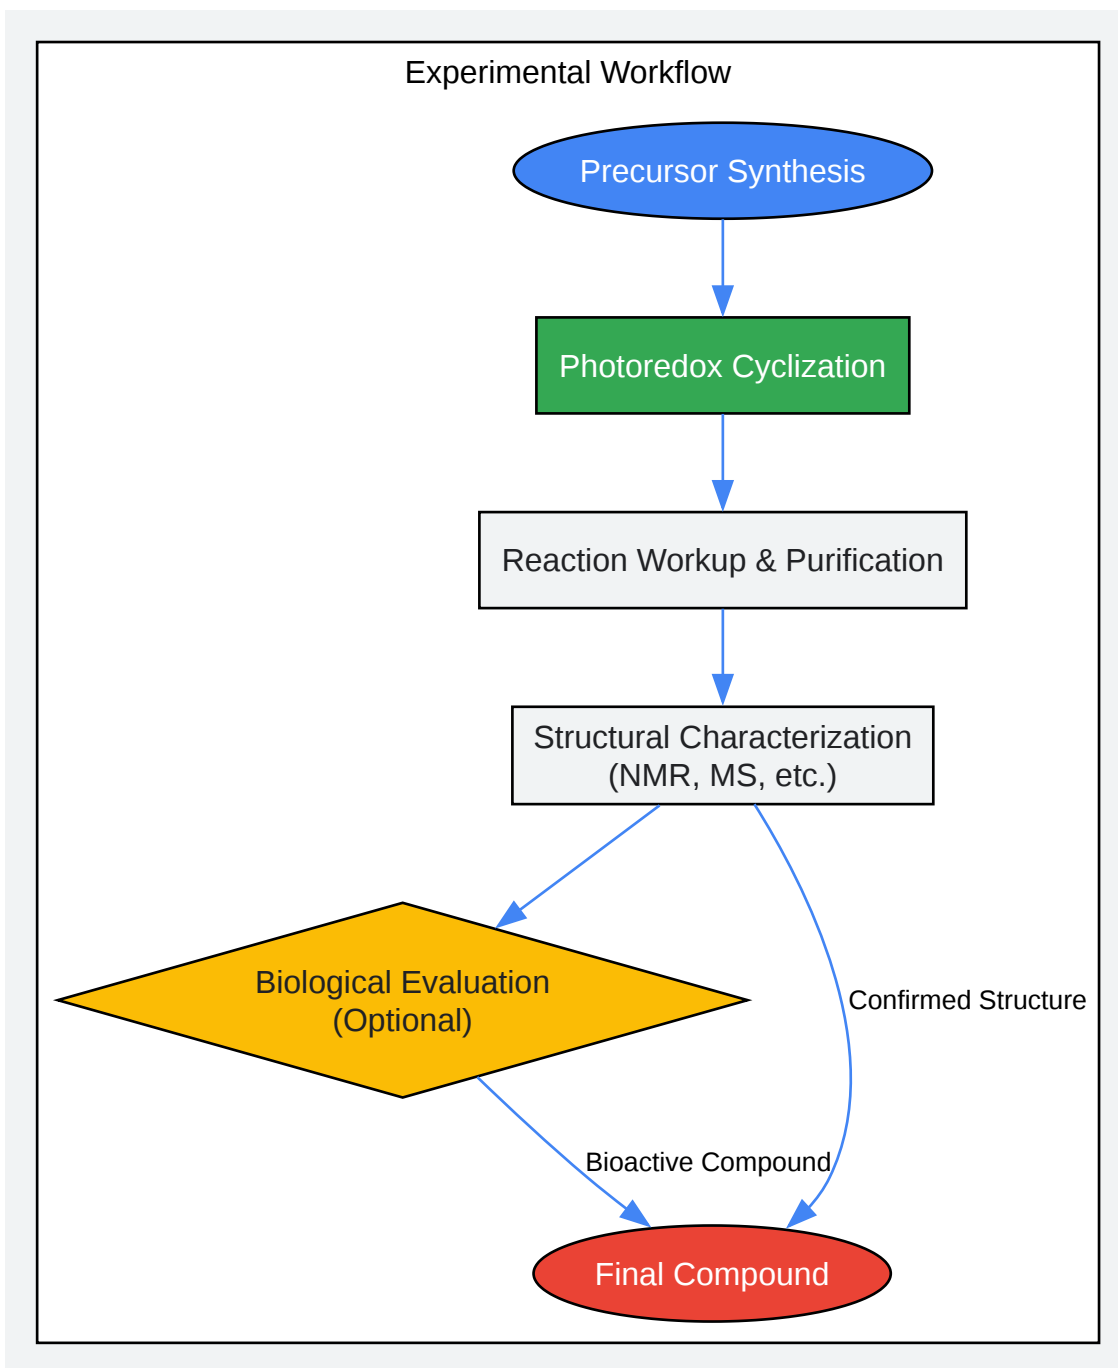 Experimental Workflow
Precursor Synthesis
Photoredox Cyclization
Reaction Workup & Purification
Structural Characterization
(NMR, MS, etc.)
Biological Evaluation
(Optional)
Confirmed Structure
Bioactive Compound
Final Compound